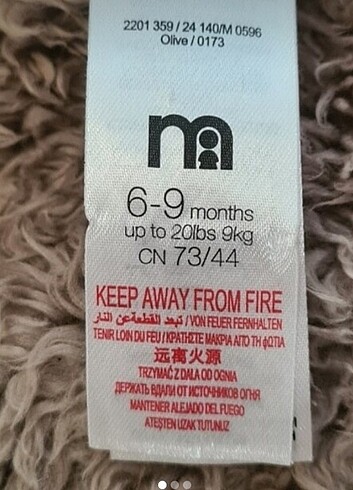 2201 359 / 24 140/M 0596
Olive / 0173
m
6-9 months
up to 20lbs 9kg
CN 73/44
KEEP AWAY FROM FIRE
تبعد القطعة عن النار / VON FEUER FERNHALTEN
TENIR LOIN DU FEU / ΚΡΑΤΗΣΤΕ ΜΑΚΡΙΑ ΑΠΟ ΤΗ ΦΩΤΙΑ
远离火源
TRZYMAĆ Z DALA OD OGNIA
ДЕРЖАТЬ ВДАЛИ ОТ ИСТОЧНИКОВ ОГНЯ
MANTENER ALEJADO DEL FUEGO
ATEŞTEN UZAK TUTUNUZ